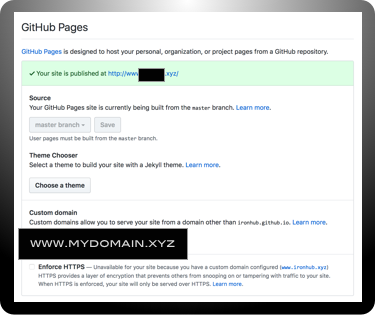 GitHub Pages
GitHub Pages is designed to host your personal, organization, or project pages from a GitHub repository.
✓ Your site is published at http://www .xyz/
Source
Your GitHub Pages site is currently being built from the master branch. Learn more.
master branch Save
User pages must be built from the master branch.
Theme Chooser
Select a theme to build your site with a Jekyll theme. Learn more.
Choose a theme
Custom domain
Custom domains allow you to serve your site from a domain other than ironhub.github.io. Learn more.
WWW.MYDOMAIN.XYZ
Enforce HTTPS — Unavailable for your site because you have a custom domain configured (www.ironhub.xyz)
HTTPS provides a layer of encryption that prevents others from snooping on or tampering with traffic to your site.
When HTTPS is enforced, your site will only be served over HTTPS. Learn more.